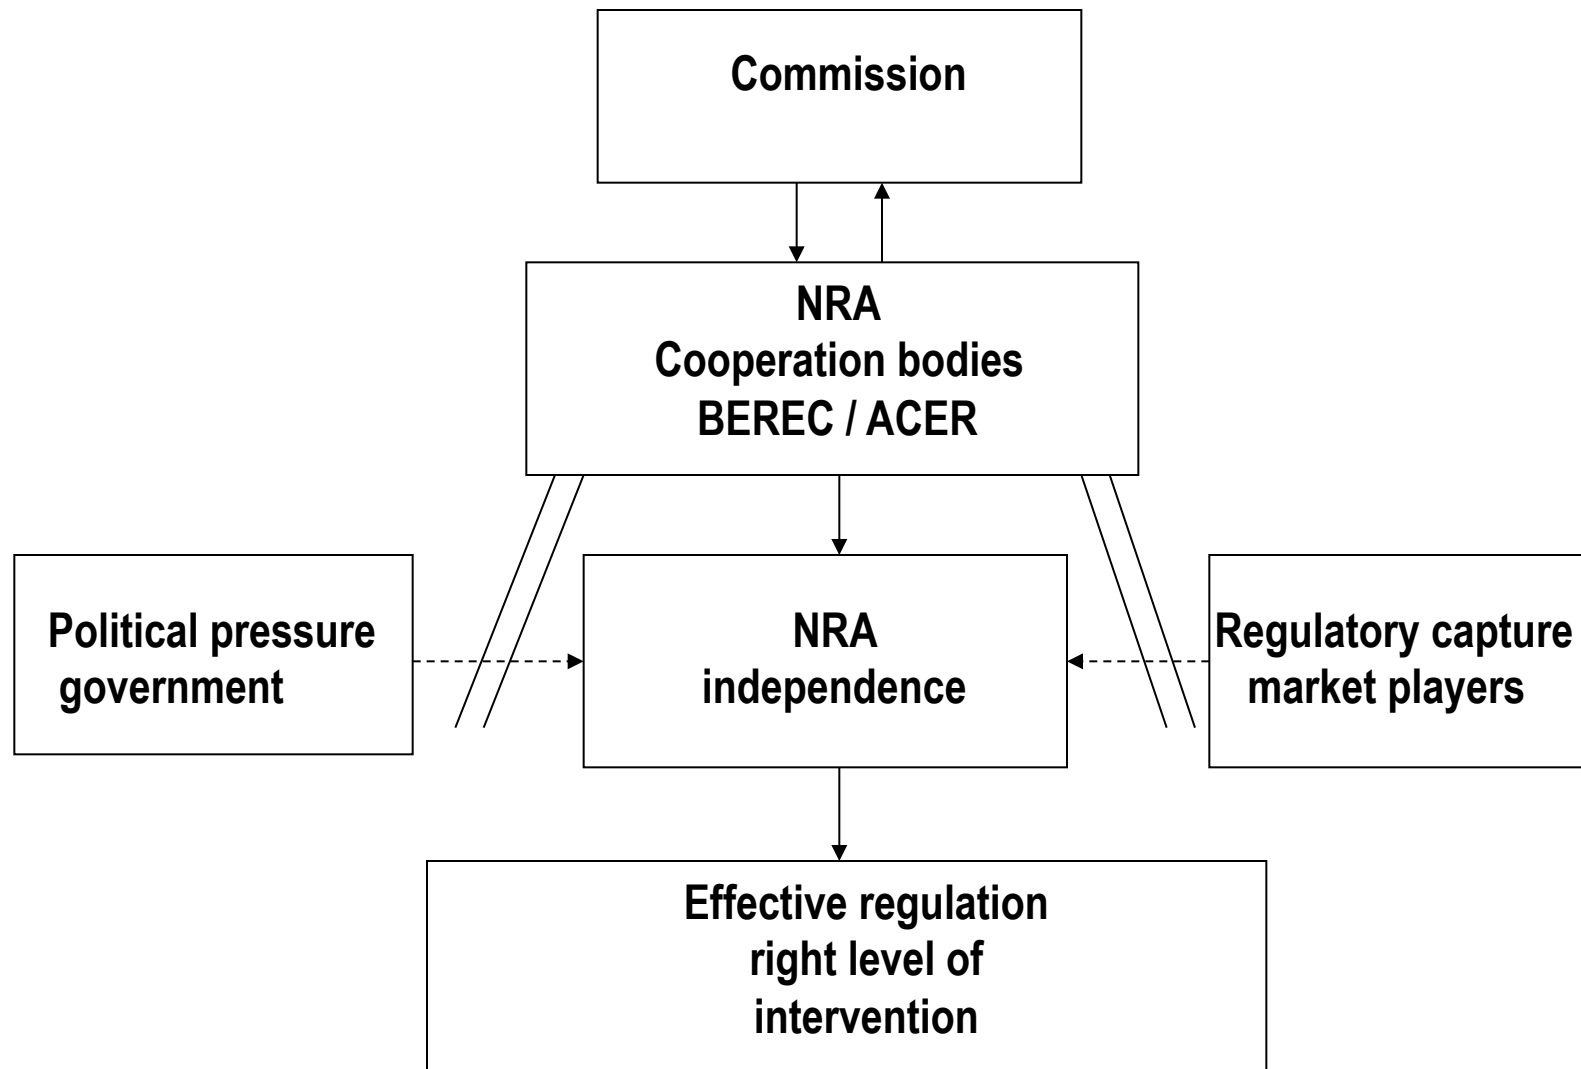 Commission
NRA
Cooperation bodies
BEREC / ACER
Political pressure
government
NRA
independence
Regulatory capture
market players
Effective regulation
right level of
intervention